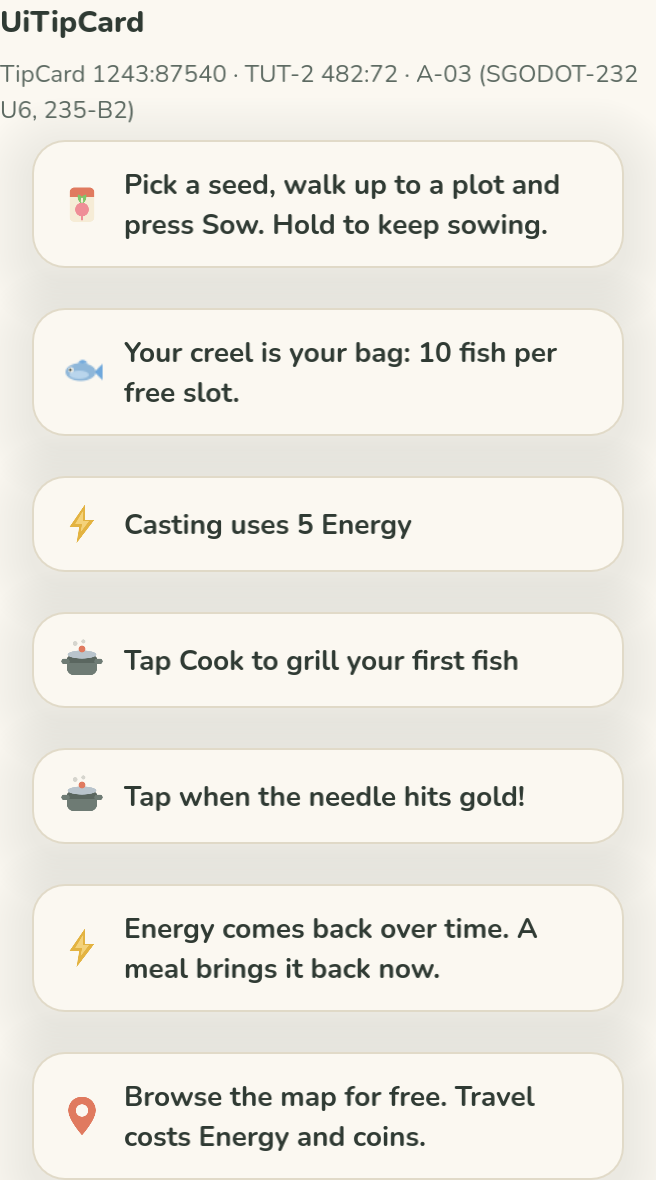 UiTipCard
TipCard 1243:87540 · TUT-2 482:72 · A-03 (SGODOT-232
U6, 235-B2)
Pick a seed, walk up to a plot and
press Sow. Hold to keep sowing.
Your creel is your bag: 10 fish per
free slot.
Casting uses 5 Energy
Tap Cook to grill your first fish
Tap when the needle hits gold!
Energy comes back over time. A
meal brings it back now.
Browse the map for free. Travel
costs Energy and coins.